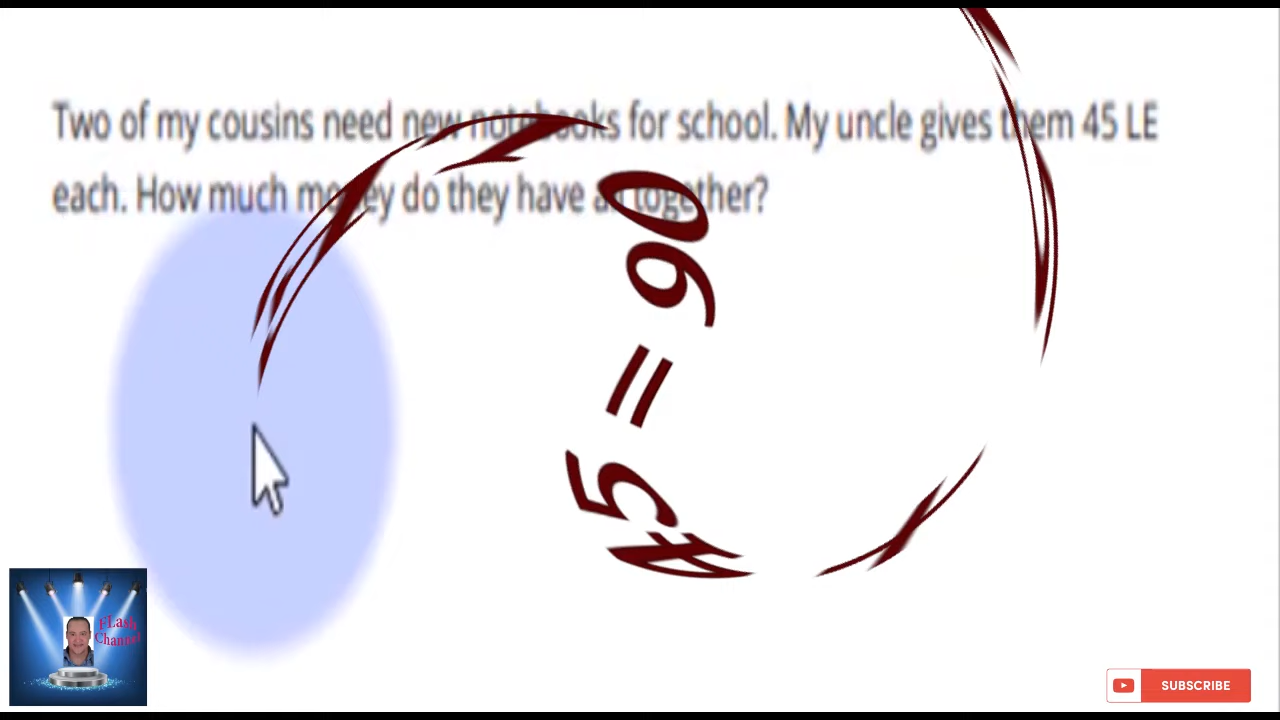 Two of my cousins need new notebooks for school. My uncle gives them 45 LE
each. How much money do they have all together?
45 = 90
FLash
Channel
SUBSCRIBE